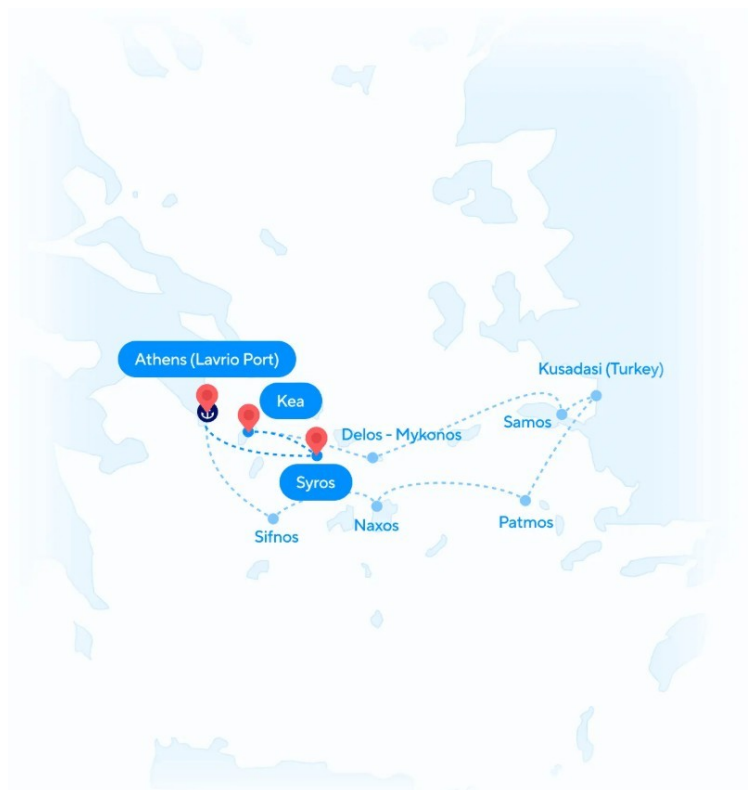 Athens (Lavrio Port)
Kusadasi (Turkey)
Kea
Samos
Delos - Mykonos
Syros
Naxos
Patmos
Sifnos